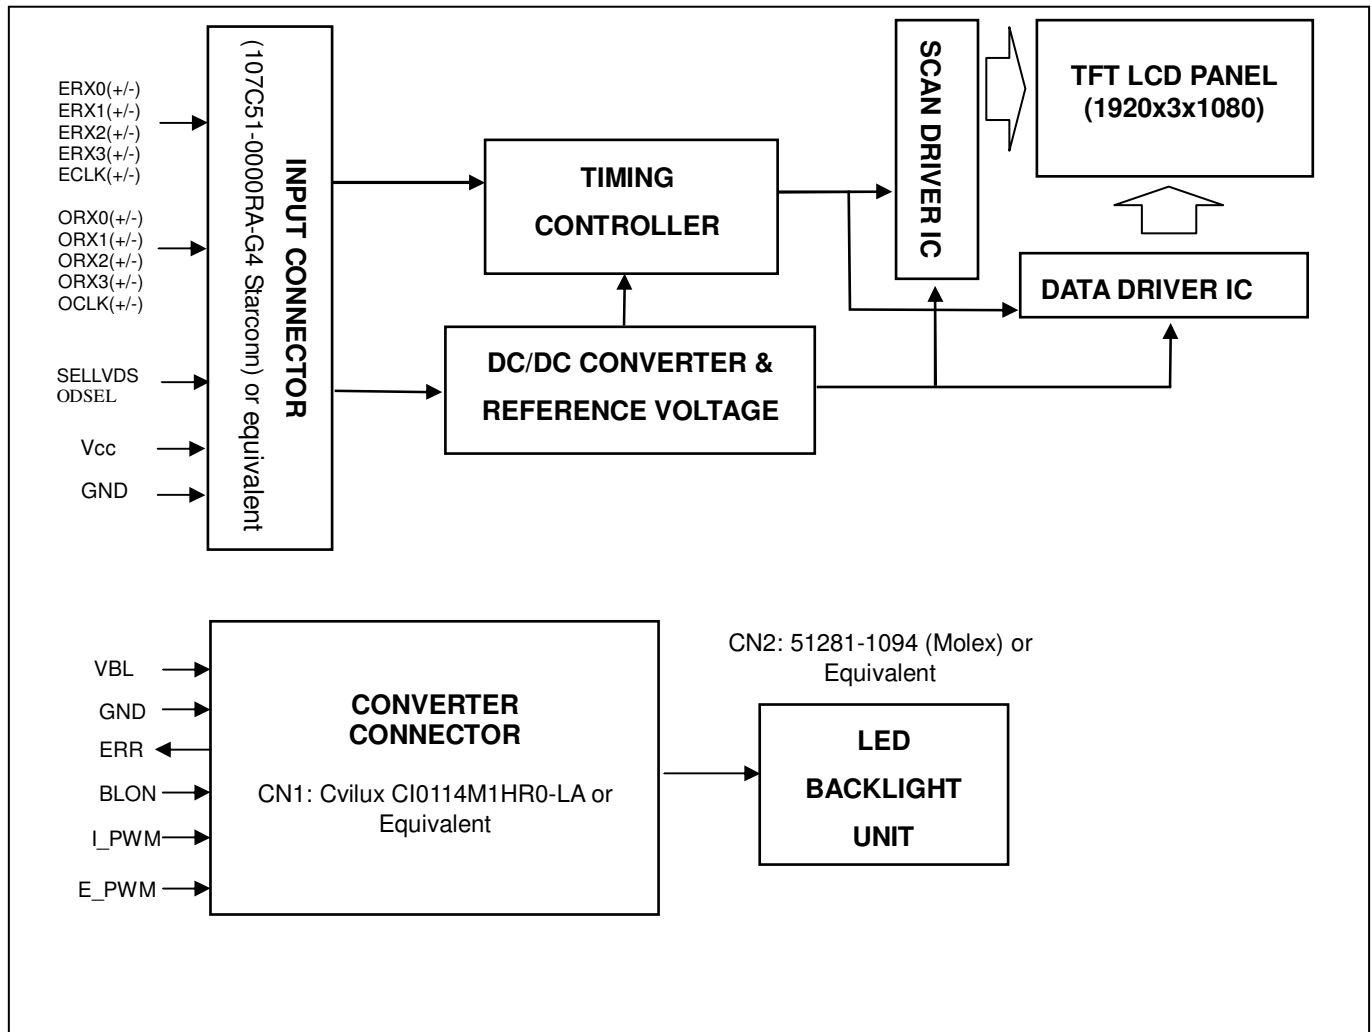 ERX0(+/-)
ERX1(+/-)
ERX2(+/-)
ERX3(+/-)
ECLK(+/-)
ORX0(+/-)
ORX1(+/-)
ORX2(+/-)
ORX3(+/-)
OCLK(+/-)
SELLVDS
ODSEL
Vcc
GND
INPUT CONNECTOR
(107C51-0000RA-G4 Starconn) or equivalent
TIMING
CONTROLLER
DC/DC CONVERTER &
REFERENCE VOLTAGE
SCAN DRIVER IC
TFT LCD PANEL
(1920x3x1080)
DATA DRIVER IC
VBL
GND
ERR
BLON
I_PWM
E_PWM
CONVERTER
CONNECTOR
CN1: Cvilux CI0114M1HR0-LA or
Equivalent
CN2: 51281-1094 (Molex) or
Equivalent
LED
BACKLIGHT
UNIT